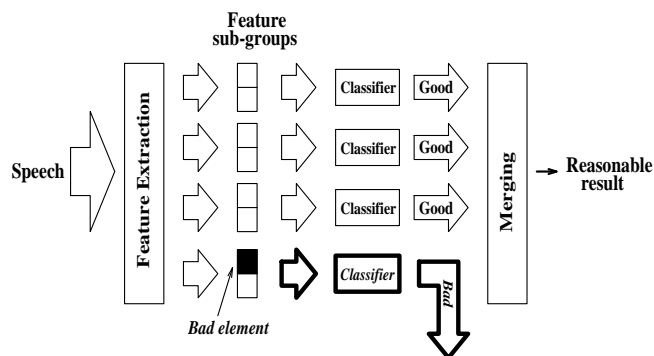 Feature
sub-groups
Speech
Feature Extraction
Classifier
Good
Classifier
Good
Classifier
Good
Classifier
Bad
Bad element
Merging
Reasonable
result